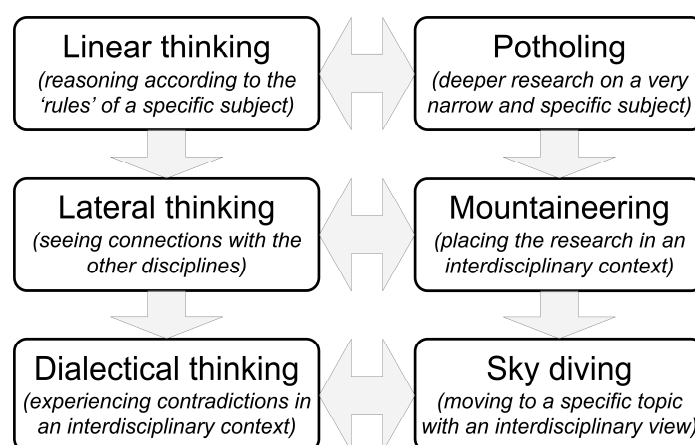 Linear thinking
(reasoning according to the
‘rules’ of a specific subject)
Potholing
(deeper research on a very
narrow and specific subject)
Lateral thinking
(seeing connections with the
other disciplines)
Mountaineering
(placing the research in an
interdisciplinary context)
Dialectical thinking
(experiencing contradictions in
an interdisciplinary context)
Sky diving
(moving to a specific topic
with an interdisciplinary view)